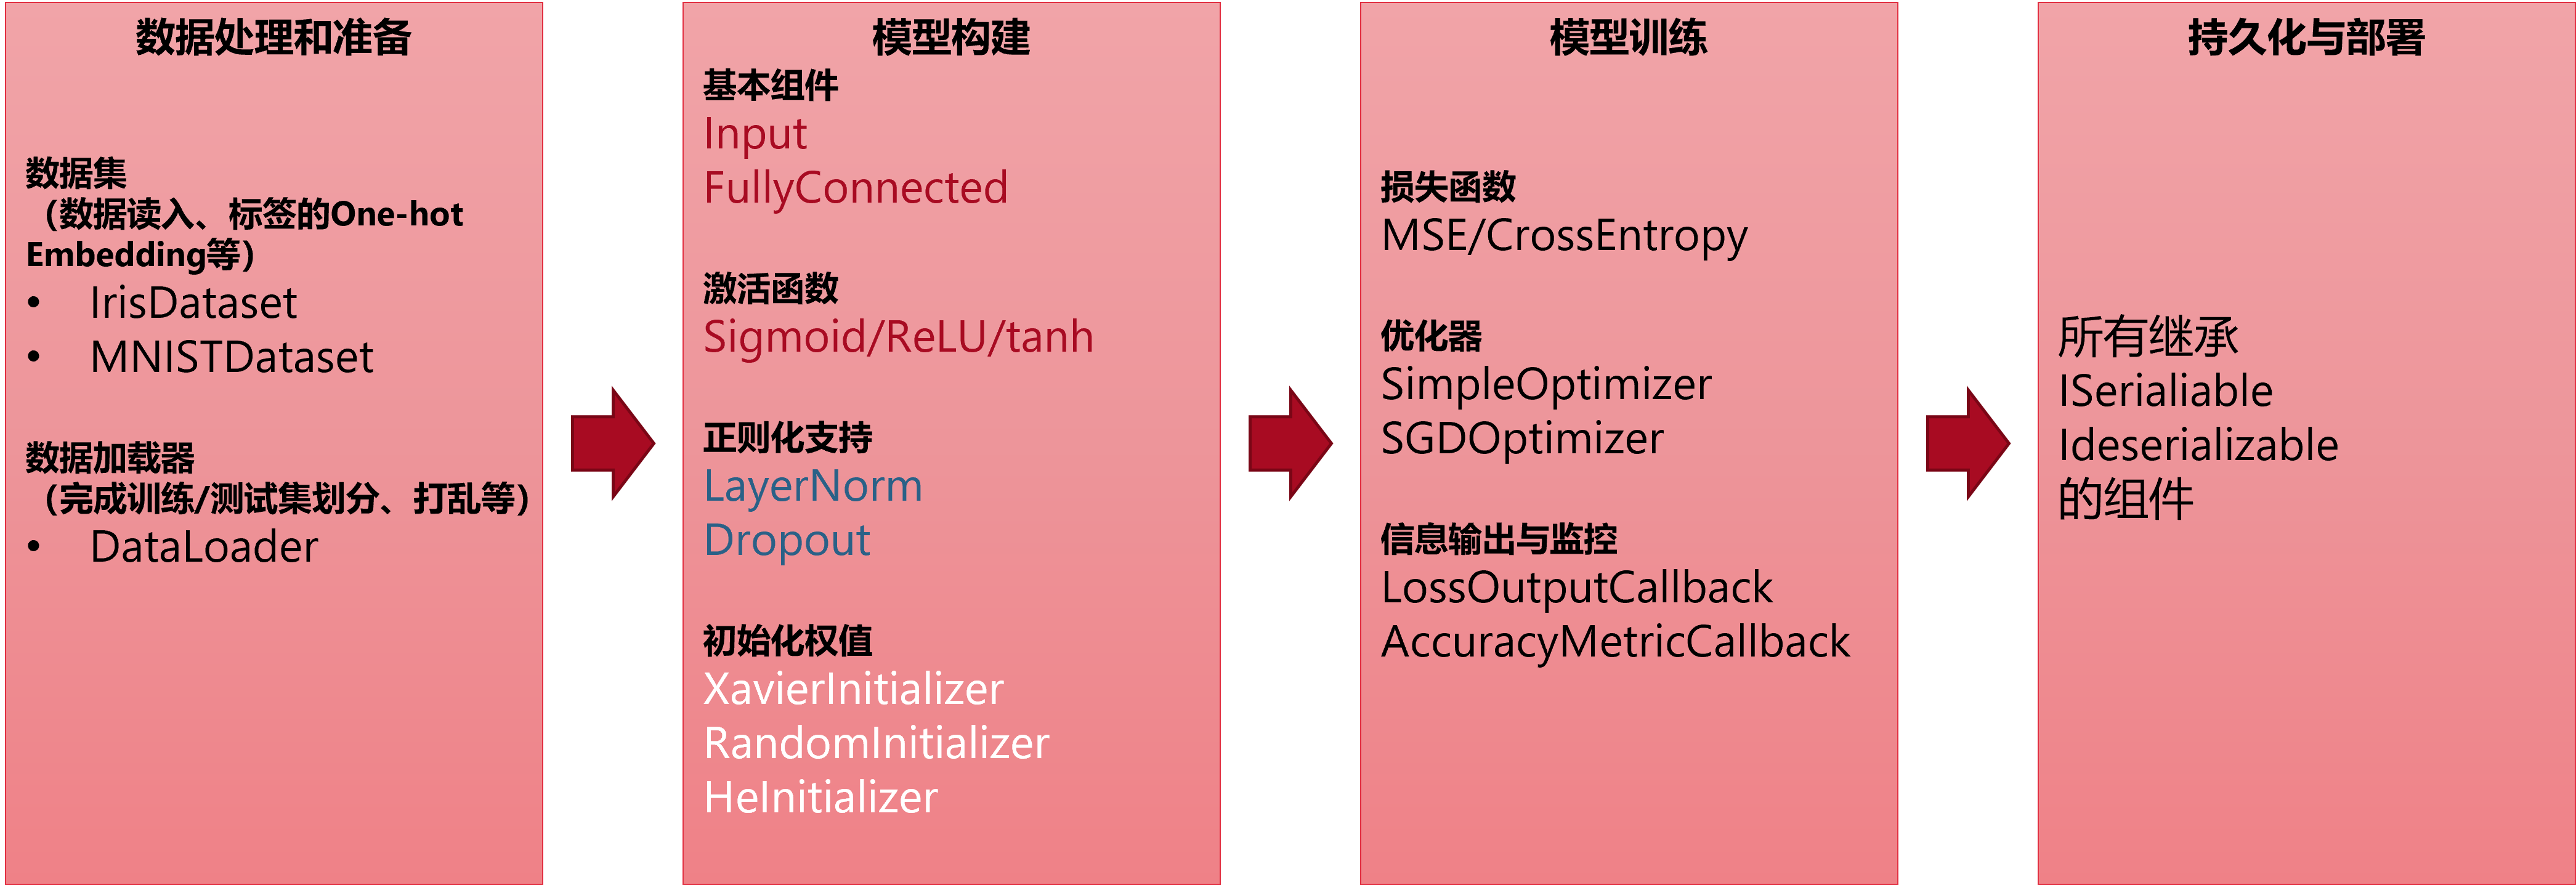 数据处理和准备
数据集
（数据读入、标签的One-hot
Embedding等）
• IrisDataset
• MNISTDataset
数据加载器
（完成训练/测试集划分、打乱等）
• DataLoader
模型构建
基本组件
Input
FullyConnected
激活函数
Sigmoid/ReLU/tanh
正则化支持
LayerNorm
Dropout
初始化权值
XavierInitializer
RandomInitializer
HeInitializer
模型训练
损失函数
MSE/CrossEntropy
优化器
SimpleOptimizer
SGDOptimizer
信息输出与监控
LossOutputCallback
AccuracyMetricCallback
持久化与部署
所有继承
ISerialiable
Ideserializable
的组件